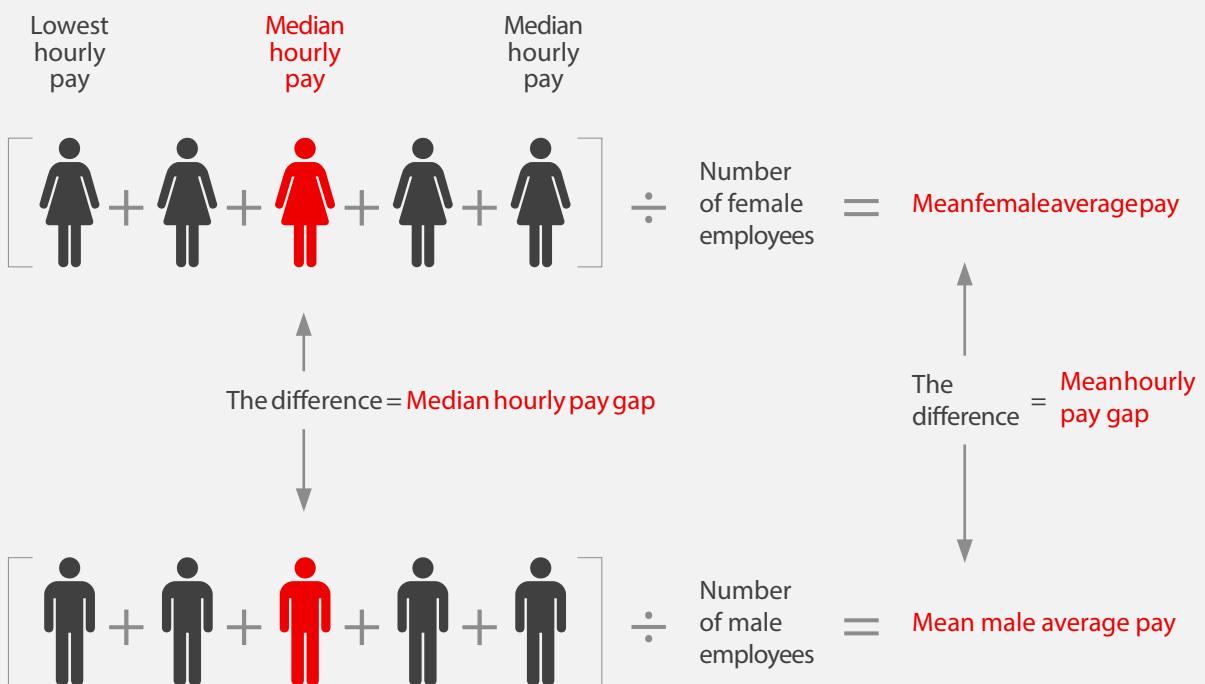 Lowest
hourly
pay
Median
hourly
pay
Median
hourly
pay
Number
of female
employees
Meanfemaleaveragepay
The difference = Median hourly pay gap
The
difference
=
Meanhourly
pay gap
Number
of male
employees
Mean male average pay